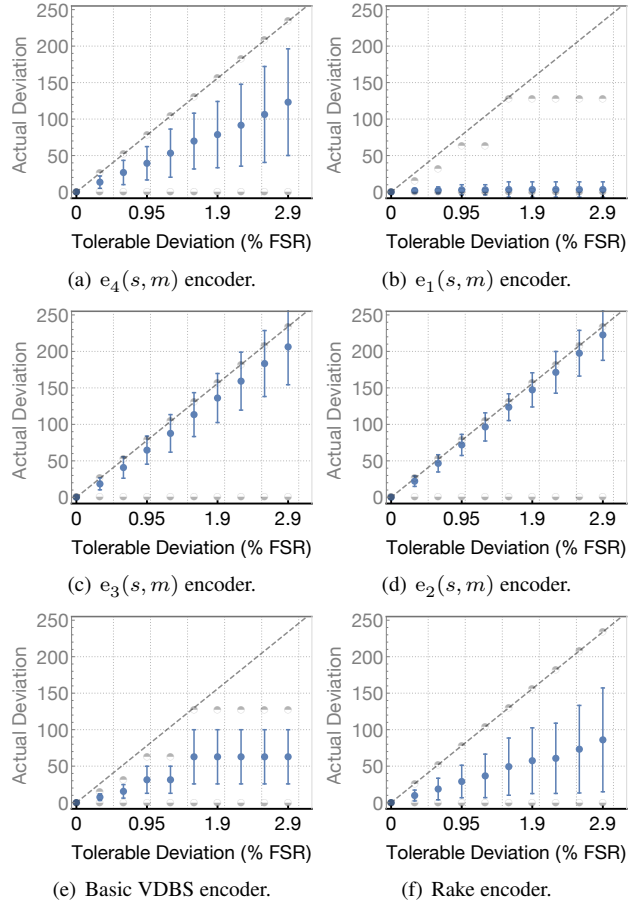 250
200
150
100
50
0
Actual Deviation
0 0.95 1.9 2.9
Tolerable Deviation (% FSR)
(a) e₄(s, m) encoder.
250
200
150
100
50
0
Actual Deviation
0 0.95 1.9 2.9
Tolerable Deviation (% FSR)
(b) e₁(s, m) encoder.
250
200
150
100
50
0
Actual Deviation
0 0.95 1.9 2.9
Tolerable Deviation (% FSR)
(c) e₃(s, m) encoder.
250
200
150
100
50
0
Actual Deviation
0 0.95 1.9 2.9
Tolerable Deviation (% FSR)
(d) e₂(s, m) encoder.
250
200
150
100
50
0
Actual Deviation
0 0.95 1.9 2.9
Tolerable Deviation (% FSR)
(e) Basic VDBS encoder.
250
200
150
100
50
0
Actual Deviation
0 0.95 1.9 2.9
Tolerable Deviation (% FSR)
(f) Rake encoder.